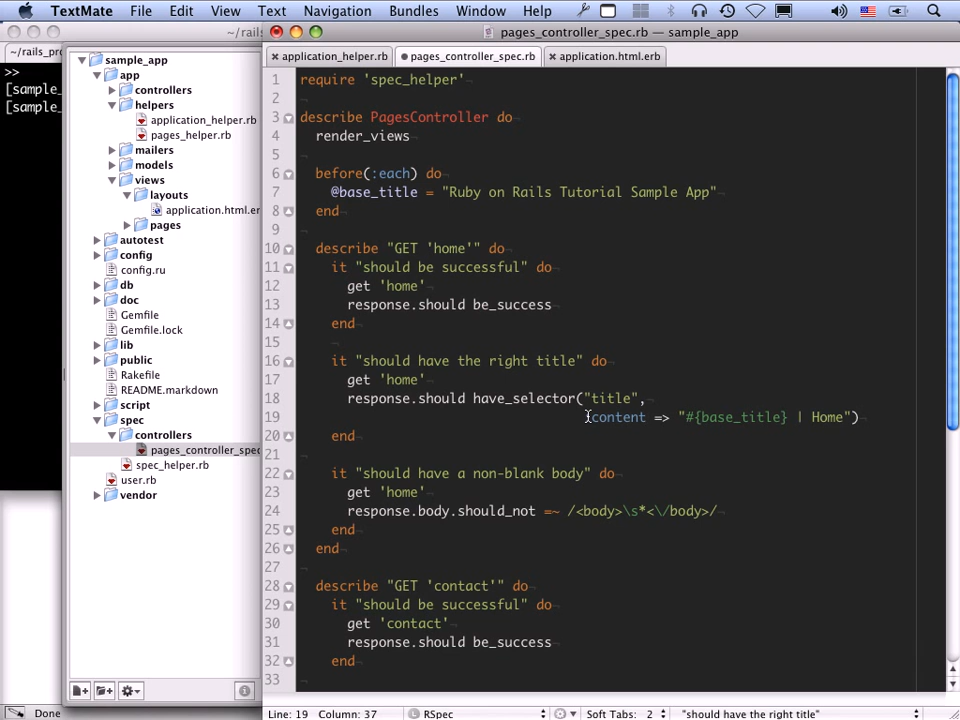 TextMate File Edit View Text Navigation Bundles Window Help
~/ra
pages_controller_spec.rb — sample_app
~/rails_pro
application_helper.rb
pages_controller_spec.rb
application.html.erb
>>
[sample_
[sample_
sample_app
app
controllers
helpers
application_helper.rb
pages_helper.rb
mailers
models
views
layouts
application.html.er
pages
autotest
config
config.ru
db
doc
Gemfile
Gemfile.lock
lib
public
Rakefile
README.markdown
script
spec
controllers
pages_controller_spec
spec_helper.rb
user.rb
vendor
1 require 'spec_helper'
2
3 describe PagesController do
4 render_views
5
6 before(:each) do
7 @base_title = "Ruby on Rails Tutorial Sample App"
8 end
9
10 describe "GET 'home'" do
11 it "should be successful" do
12 get 'home'
13 response.should be_success
14 end
15
16 it "should have the right title" do
17 get 'home'
18 response.should have_selector("title",
19 :content => "#{base_title} | Home")
20 end
21
22 it "should have a non-blank body" do
23 get 'home'
24 response.body.should_not =~ /<body>\s*<\/body>/
25 end
26 end
27
28 describe "GET 'contact'" do
29 it "should be successful" do
30 get 'contact'
31 response.should be_success
32 end
33
Done
Line: 19 Column: 37 RSpec Soft Tabs: 2 "should have the right title"